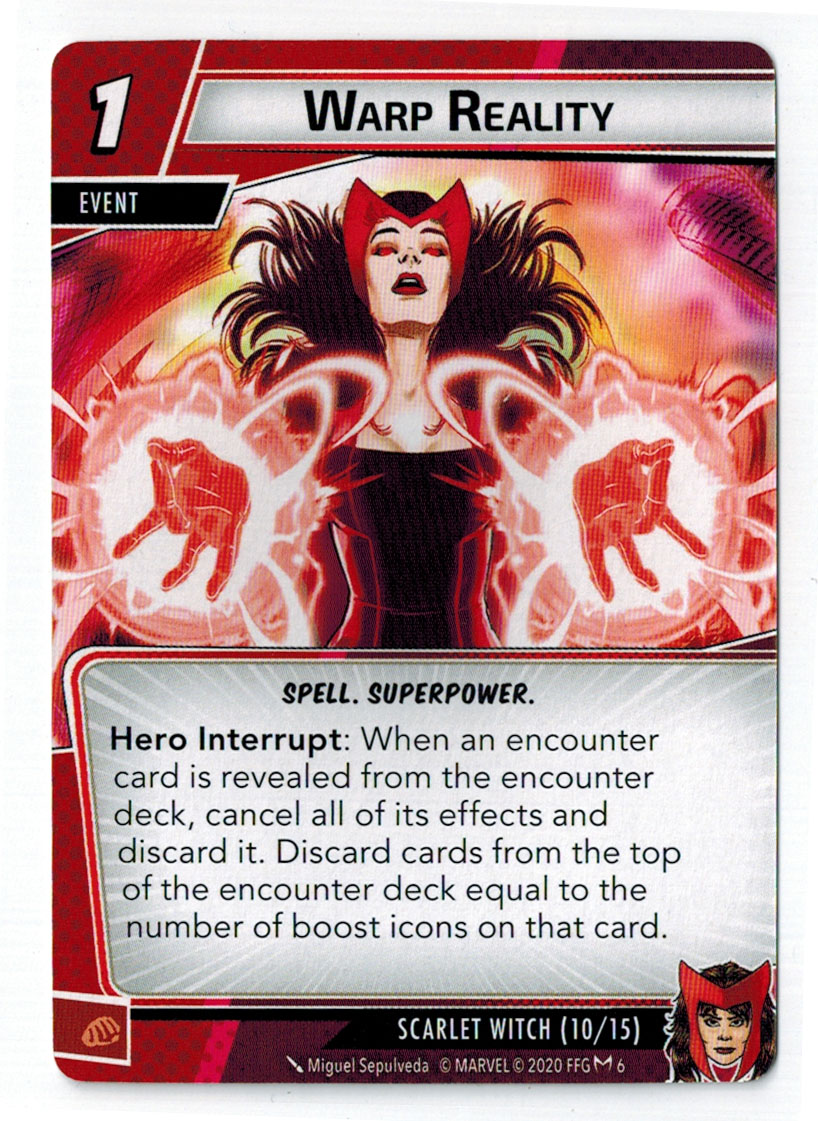 1
WARP REALITY
EVENT
SPELL. SUPERPOWER.
Hero Interrupt: When an encounter
card is revealed from the encounter
deck, cancel all of its effects and
discard it. Discard cards from the top
of the encounter deck equal to the
number of boost icons on that card.
SCARLET WITCH (10/15)
Miguel Sepulveda © MARVEL © 2020 FFG 6